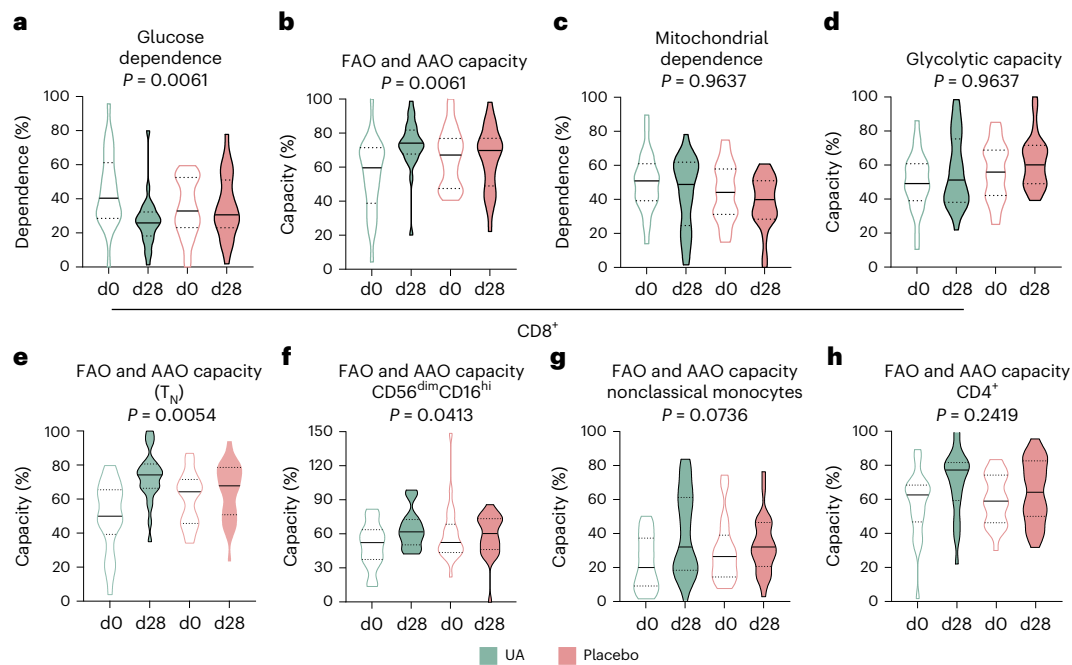 a
Glucose
dependence
P = 0.0061
Dependence (%)
100
80
60
40
20
0
d0 d28 d0 d28
b
FAO and AAO capacity
P = 0.0061
Capacity (%)
100
80
60
40
20
0
d0 d28 d0 d28
c
Mitochondrial
dependence
P = 0.9637
Dependence (%)
100
80
60
40
20
0
d0 d28 d0 d28
d
Glycolytic capacity
P = 0.9637
Capacity (%)
100
80
60
40
20
0
d0 d28 d0 d28
CD8⁺
e
FAO and AAO capacity
(T_N)
P = 0.0054
Capacity (%)
100
80
60
40
20
0
d0 d28 d0 d28
f
FAO and AAO capacity
CD56^dimCD16^hi
P = 0.0413
Capacity (%)
150
120
90
60
30
0
d0 d28 d0 d28
g
FAO and AAO capacity
nonclassical monocytes
P = 0.0736
Capacity (%)
100
80
60
40
20
0
d0 d28 d0 d28
h
FAO and AAO capacity
CD4⁺
P = 0.2419
Capacity (%)
100
80
60
40
20
0
d0 d28 d0 d28
UA Placebo